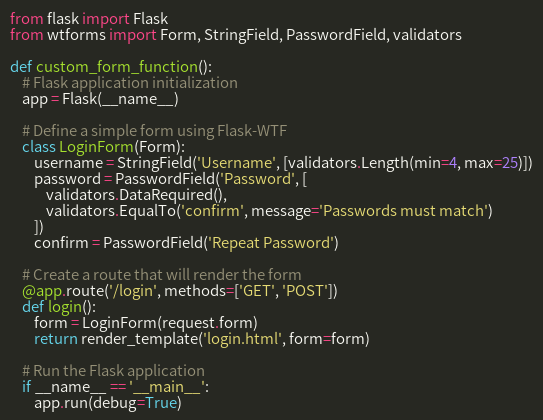 from flask import Flask
from wtforms import Form, StringField, PasswordField, validators

def custom_form_function():
    # Flask application initialization
    app = Flask(__name__)

    # Define a simple form using Flask-WTF
    class LoginForm(Form):
        username = StringField('Username', [validators.Length(min=4, max=25)])
        password = PasswordField('Password', [
            validators.DataRequired(),
            validators.EqualTo('confirm', message='Passwords must match')
        ])
        confirm = PasswordField('Repeat Password')

    # Create a route that will render the form
    @app.route('/login', methods=['GET', 'POST'])
    def login():
        form = LoginForm(request.form)
        return render_template('login.html', form=form)

    # Run the Flask application
    if __name__ == '__main__':
        app.run(debug=True)